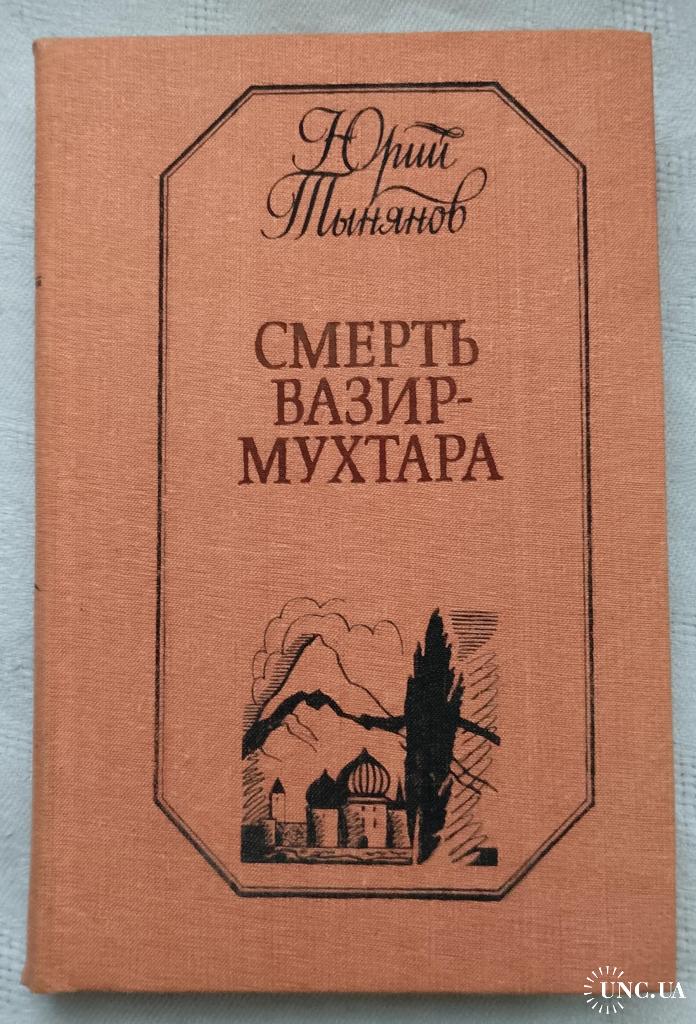 Юрий
Тынянов
СМЕРТЬ
ВАЗИР-
МУХТАРА
UNC.UA